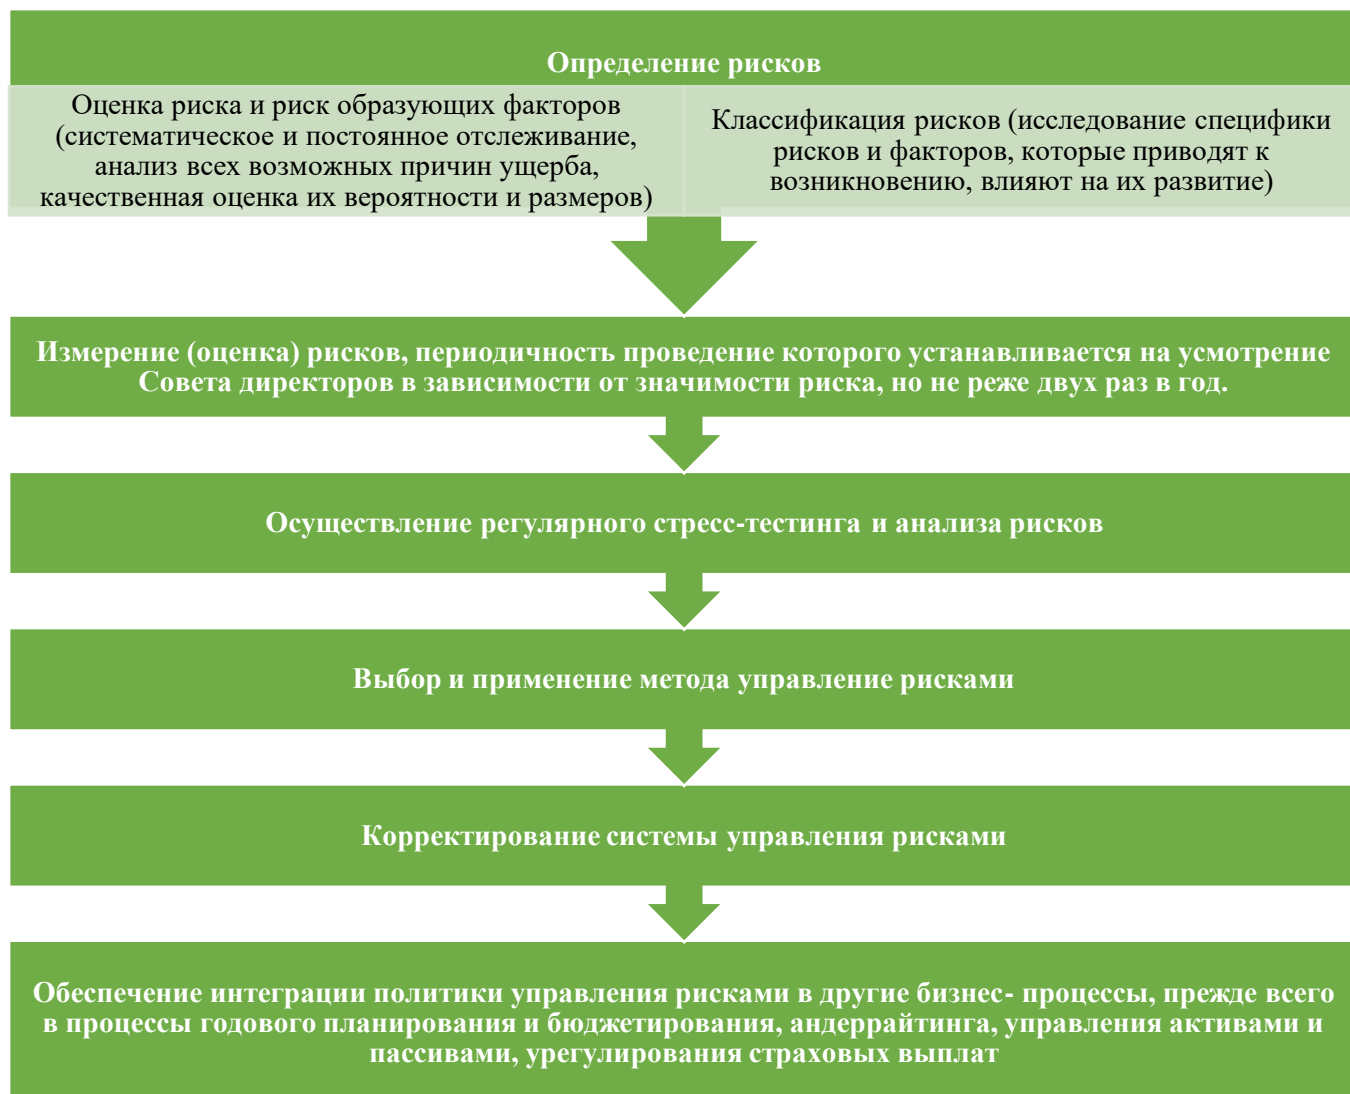 Определение рисков
Оценка риска и риск образующих факторов
(систематическое и постоянное отслеживание,
анализ всех возможных причин ущерба,
качественная оценка их вероятности и размеров)
Классификация рисков (исследование специфики
рисков и факторов, которые приводят к
возникновению, влияют на их развитие)
Измерение (оценка) рисков, периодичность проведение которого устанавливается на усмотрение
Совета директоров в зависимости от значимости риска, но не реже двух раз в год.
Осуществление регулярного стресс-тестинга и анализа рисков
Выбор и применение метода управление рисками
Корректирование системы управления рисками
Обеспечение интеграции политики управления рисками в другие бизнес- процессы, прежде всего
в процессы годового планирования и бюджетирования, андеррайтинга, управления активами и
пассивами, урегулирования страховых выплат